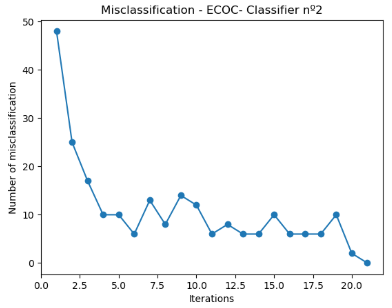 Misclassification - ECOC- Classifier nº2
50
40
30
20
10
0
Number of misclassification
0.0 2.5 5.0 7.5 10.0 12.5 15.0 17.5 20.0
Iterations